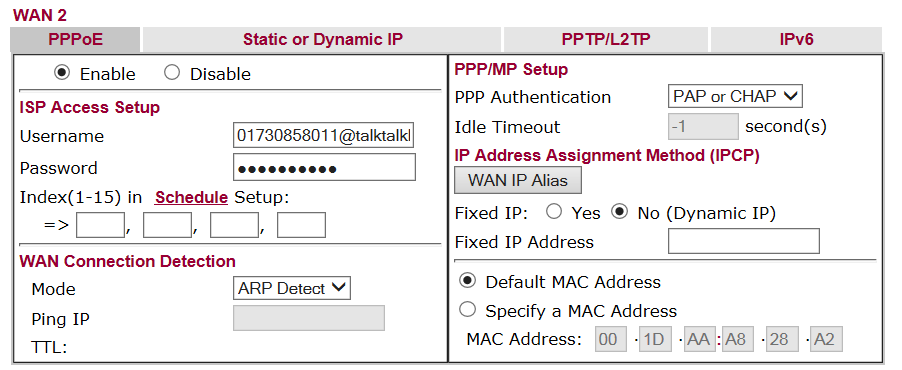 WAN 2
PPPoE Static or Dynamic IP PPTP/L2TP IPv6
Enable Disable
ISP Access Setup
Username 01730858011@talktalk
Password ●●●●●●●●●●
Index(1-15) in Schedule Setup:
=> , , ,
WAN Connection Detection
Mode ARP Detect
Ping IP
TTL:
PPP/MP Setup
PPP Authentication PAP or CHAP
Idle Timeout -1 second(s)
IP Address Assignment Method (IPCP)
WAN IP Alias
Fixed IP: Yes No (Dynamic IP)
Fixed IP Address
Default MAC Address
Specify a MAC Address
MAC Address: 00 · 1D · AA : A8 · 28 · A2